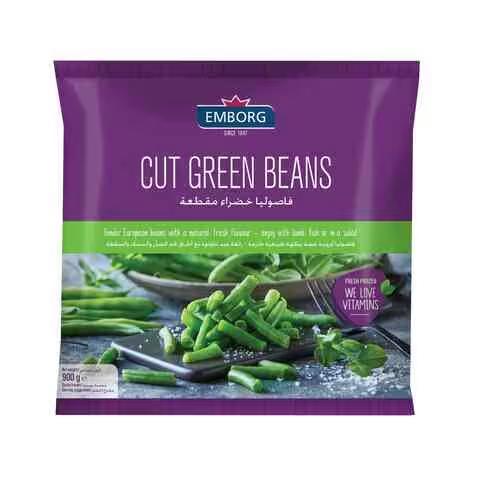 EMBORG
SINCE 1947
CUT GREEN BEANS
فاصوليا خضراء مقطعة
Tender European beans with a natural, fresh flavour – enjoy with lamb, fish or in a salad
FRESH FROZEN
WE LOVE
VITAMINS
900 g e